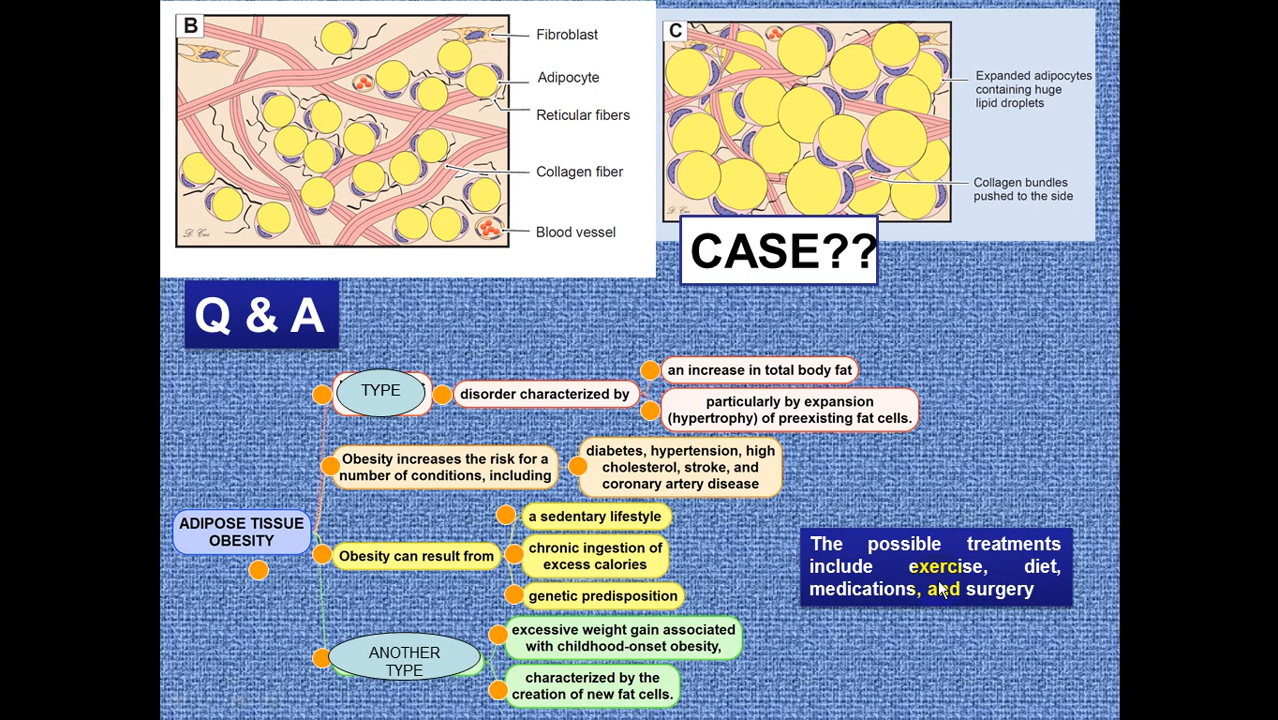 B
Fibroblast
Adipocyte
Reticular fibers
Collagen fiber
Blood vessel
C
Expanded adipocytes
containing huge
lipid droplets
Collagen bundles
pushed to the side
CASE??
Q & A
ADIPOSE TISSUE
OBESITY
TYPE
disorder characterized by
an increase in total body fat
particularly by expansion
(hypertrophy) of preexisting fat cells.
Obesity increases the risk for a
number of conditions, including
diabetes, hypertension, high
cholesterol, stroke, and
coronary artery disease
Obesity can result from
a sedentary lifestyle
chronic ingestion of
excess calories
genetic predisposition
ANOTHER
TYPE
excessive weight gain associated
with childhood-onset obesity,
characterized by the
creation of new fat cells.
The possible treatments
include exercise, diet,
medications, and surgery